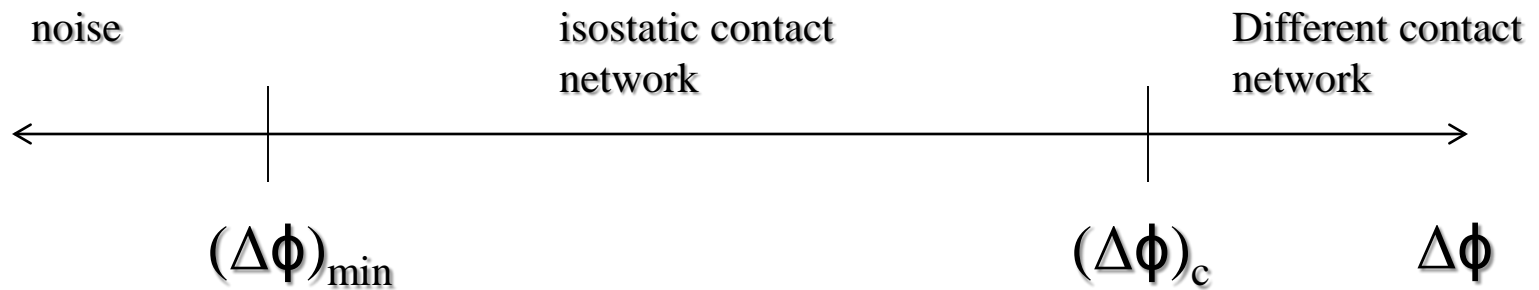 noise
isostatic contact
network
Different contact
network
(Δϕ)min
(Δϕ)c
Δϕ